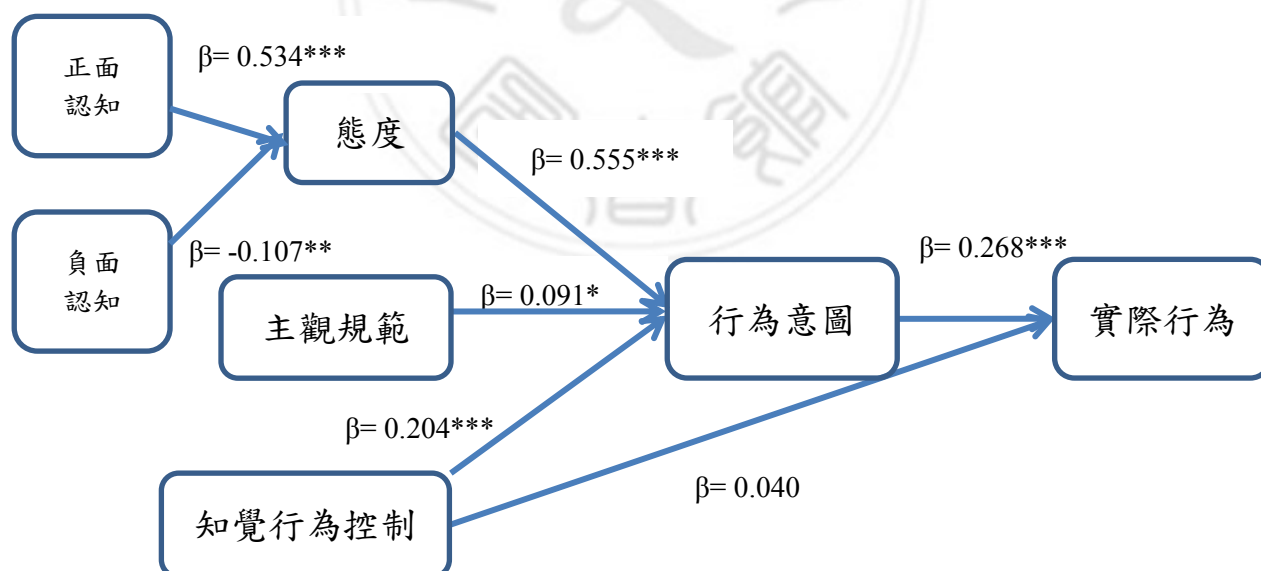 正面
認知
β= 0.534***
態度
β= 0.555***
負面
認知
β= -0.107**
主觀規範
β= 0.091*
行為意圖
β= 0.268***
實際行為
β= 0.204***
知覺行為控制
β= 0.040